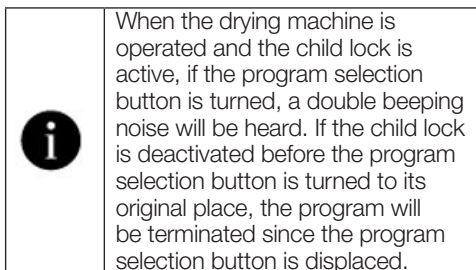 When the drying machine is
operated and the child lock is
active, if the program selection
button is turned, a double beeping
noise will be heard. If the child lock
is deactivated before the program
selection button is turned to its
original place, the program will
be terminated since the program
selection button is displaced.